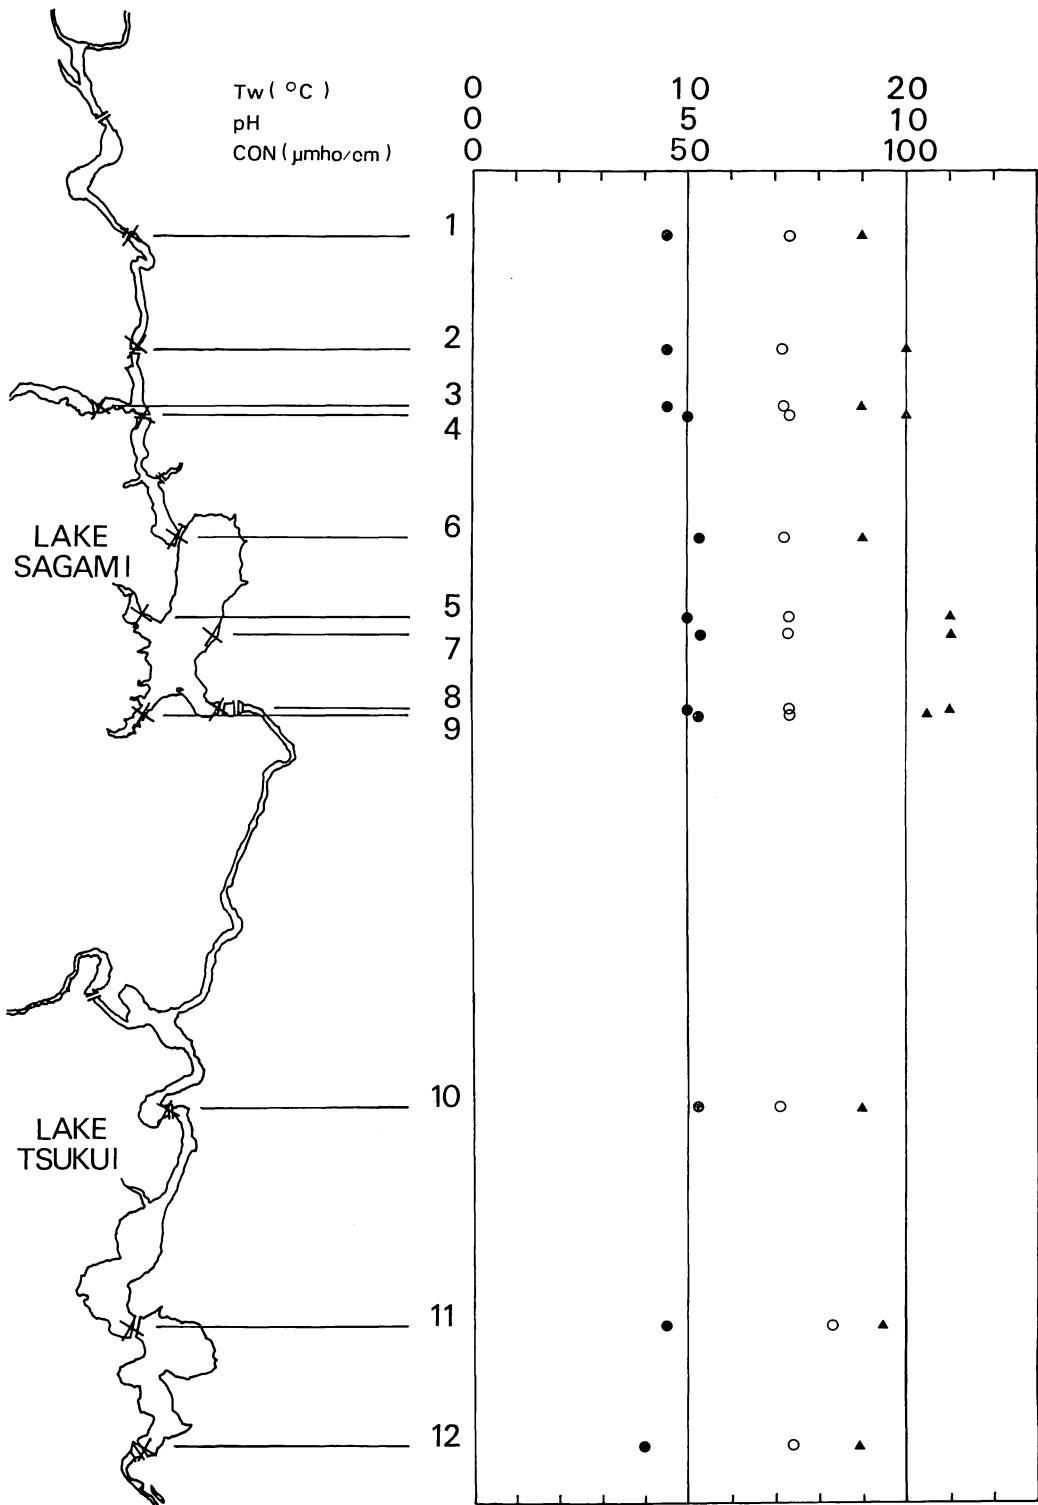 Tw ( °C ) 0 10 20
pH 0 5 10
CON ( μmho/cm ) 0 50 100
1
2
3
4
6
LAKE
SAGAMI
5
7
8
9
10
LAKE
TSUKUI
11
12